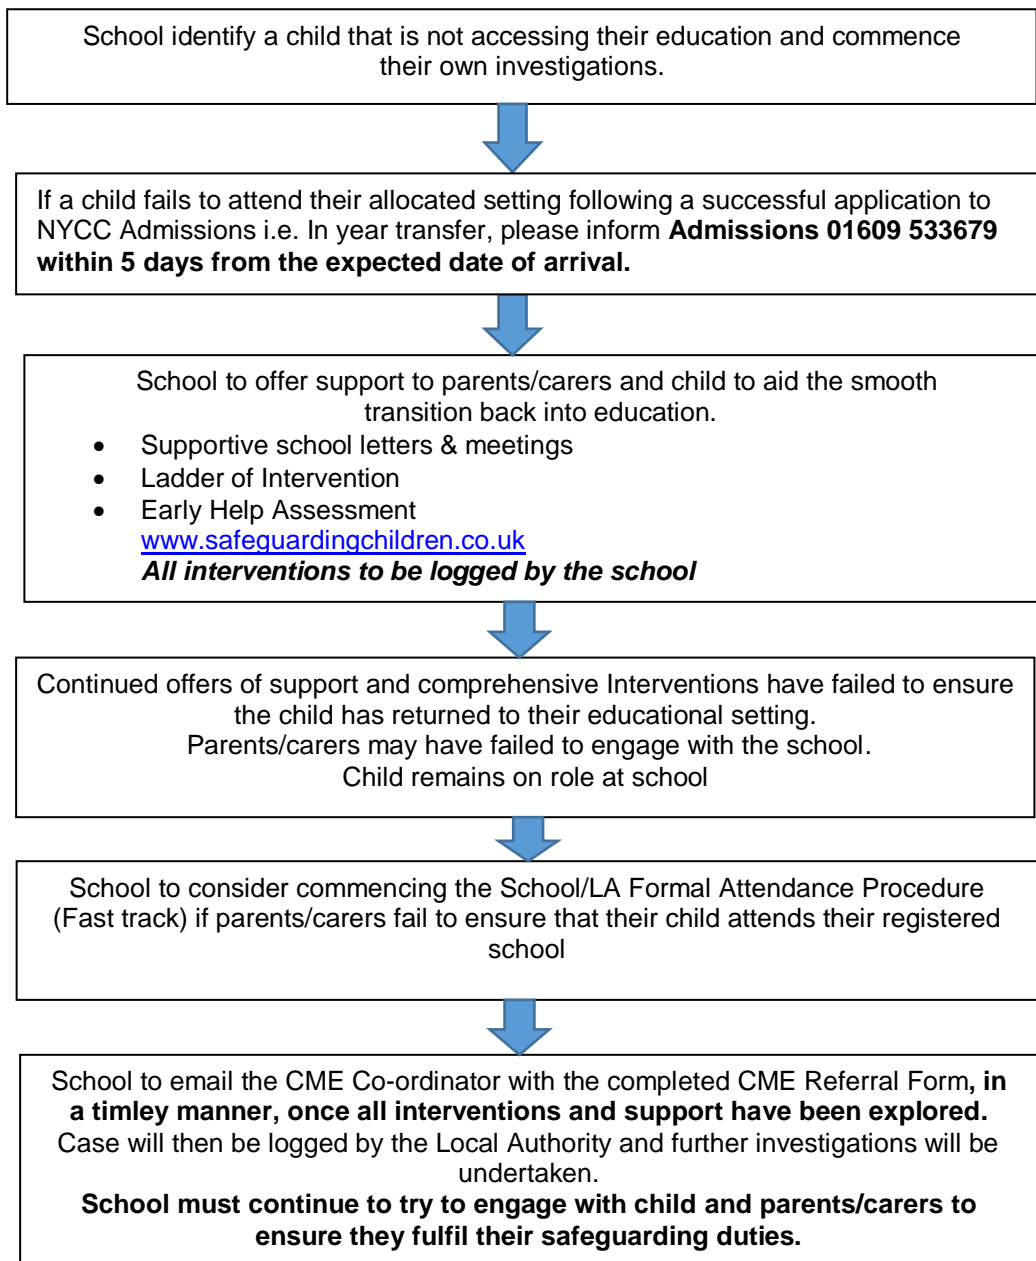 School identify a child that is not accessing their education and commence
their own investigations.
If a child fails to attend their allocated setting following a successful application to
NYCC Admissions i.e. In year transfer, please inform Admissions 01609 533679
within 5 days from the expected date of arrival.
School to offer support to parents/carers and child to aid the smooth
transition back into education.
• Supportive school letters & meetings
• Ladder of Intervention
• Early Help Assessment
www.safeguardingchildren.co.uk
All interventions to be logged by the school
Continued offers of support and comprehensive Interventions have failed to ensure
the child has returned to their educational setting.
Parents/carers may have failed to engage with the school.
Child remains on role at school
School to consider commencing the School/LA Formal Attendance Procedure
(Fast track) if parents/carers fail to ensure that their child attends their registered
school
School to email the CME Co-ordinator with the completed CME Referral Form, in
a timley manner, once all interventions and support have been explored.
Case will then be logged by the Local Authority and further investigations will be
undertaken.
School must continue to try to engage with child and parents/carers to
ensure they fulfil their safeguarding duties.